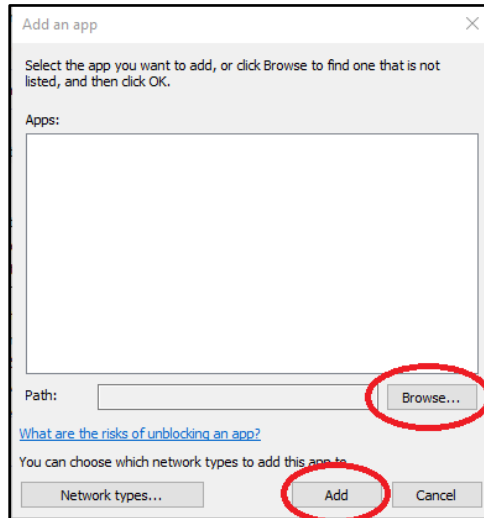 Add an app
Select the app you want to add, or click Browse to find one that is not
listed, and then click OK.
Apps:
Path:
Browse...
What are the risks of unblocking an app?
You can choose which network types to add this app to.
Network types...
Add
Cancel